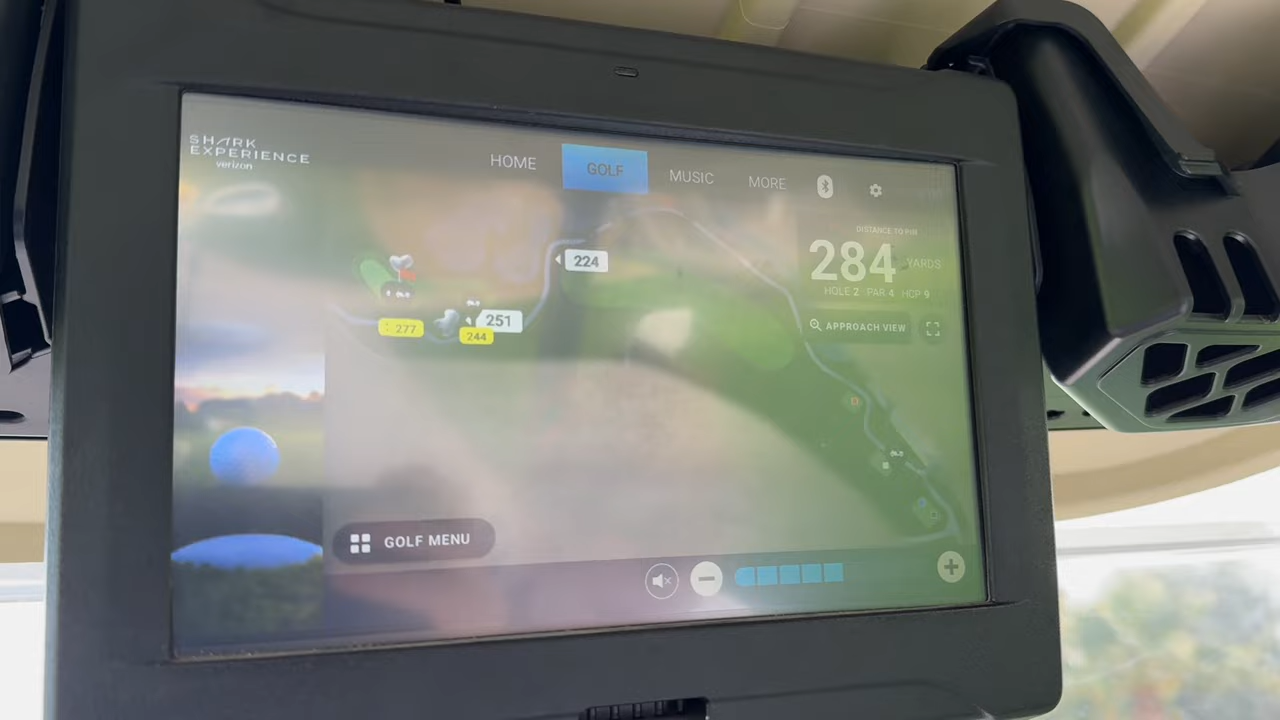 SHARK
EXPERIENCE
verizon
HOME
GOLF
MUSIC
MORE
DISTANCE TO PIN
284 YARDS
HOLE 2 PAR 4 HCP 9
APPROACH VIEW
224
251
277
244
GOLF MENU